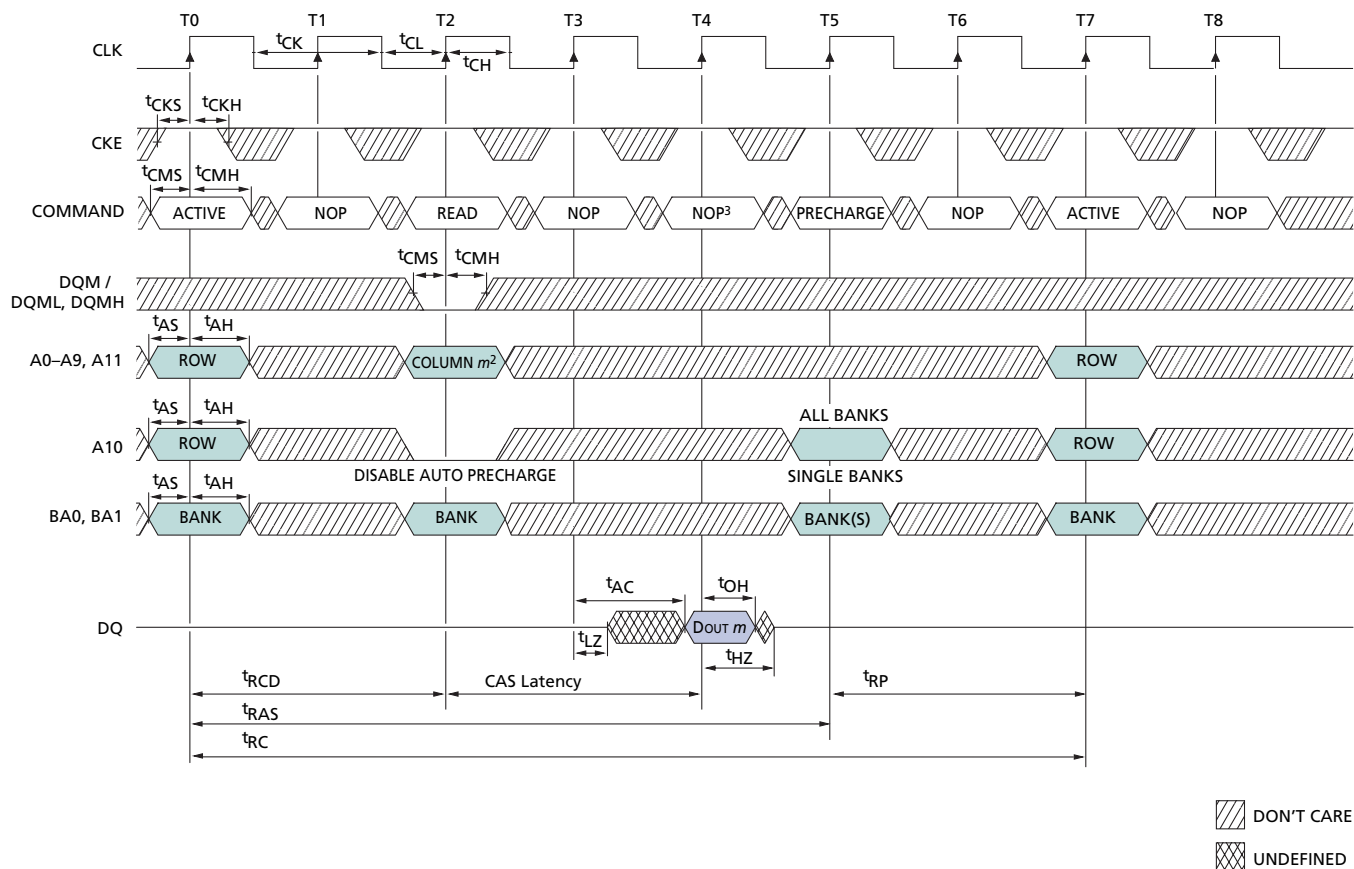 T0 T1 T2 T3 T4 T5 T6 T7 T8
CLK
tCK tCL
tCH
tCKS tCKH
CKE
tCMS tCMH
COMMAND ACTIVE NOP READ NOP NOP³ PRECHARGE NOP ACTIVE NOP
tCMS tCMH
DQM /
DQML, DQMH
tAS tAH
A0–A9, A11 ROW COLUMN m² ROW
tAS tAH
ALL BANKS
A10 ROW ROW
DISABLE AUTO PRECHARGE SINGLE BANKS
tAS tAH
BA0, BA1 BANK BANK BANK(S) BANK
tAC tOH
DQ DOUT m
tLZ
tHZ
tRCD CAS Latency tRP
tRAS
tRC
DON'T CARE
UNDEFINED